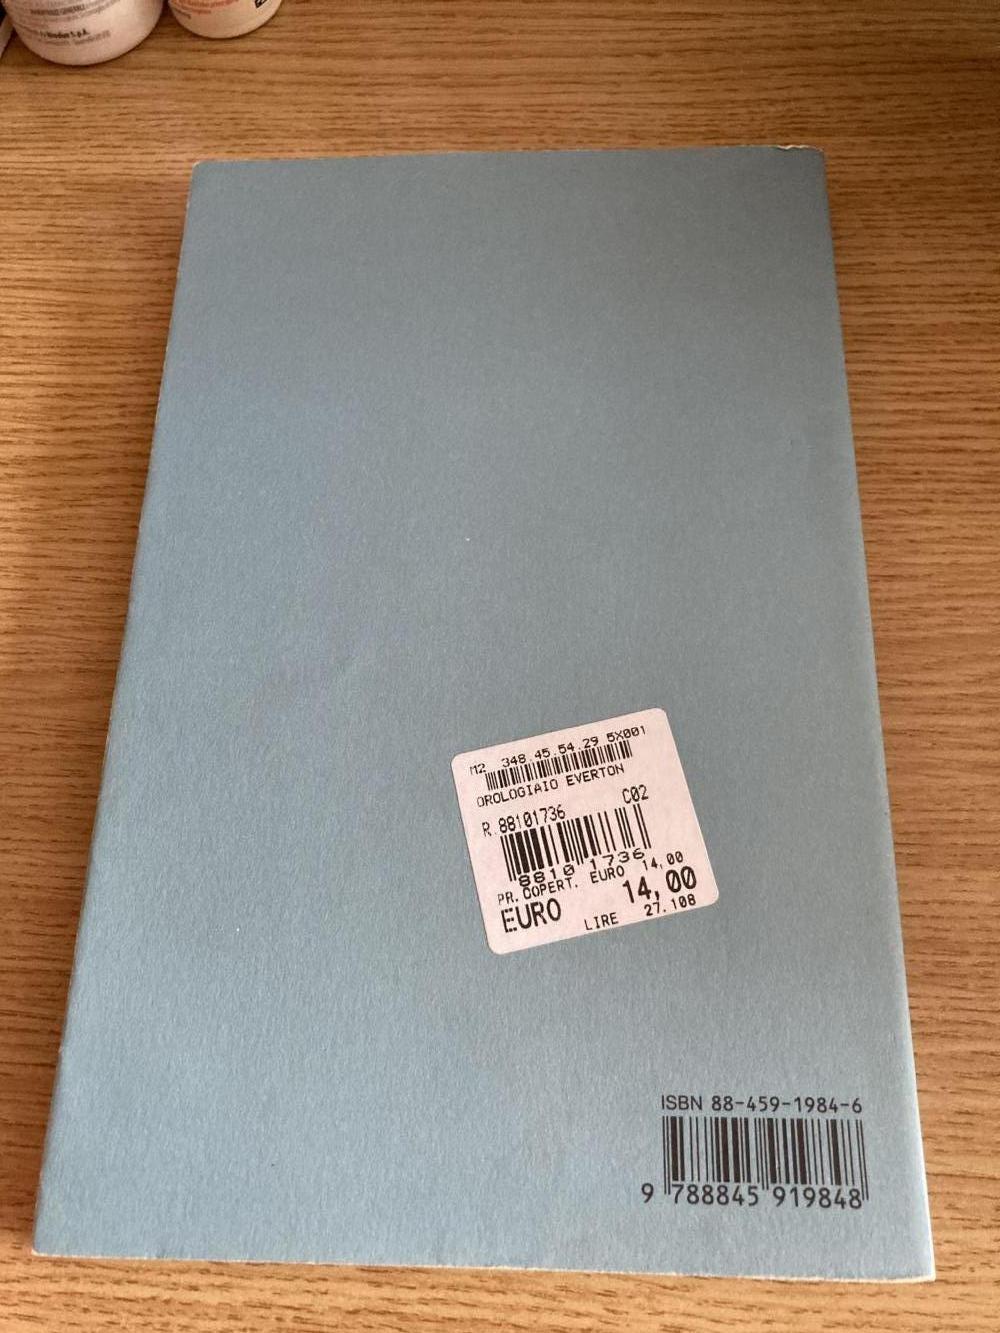 M2 348.45.54.29 5X001
OROLOGIAIO EVERTON
R.88101736 C02
8810 1736
PR.COPERT. EURO 14,00
EURO 14,00
LIRE 27.108
ISBN 88-459-1984-6
9 788845 919848